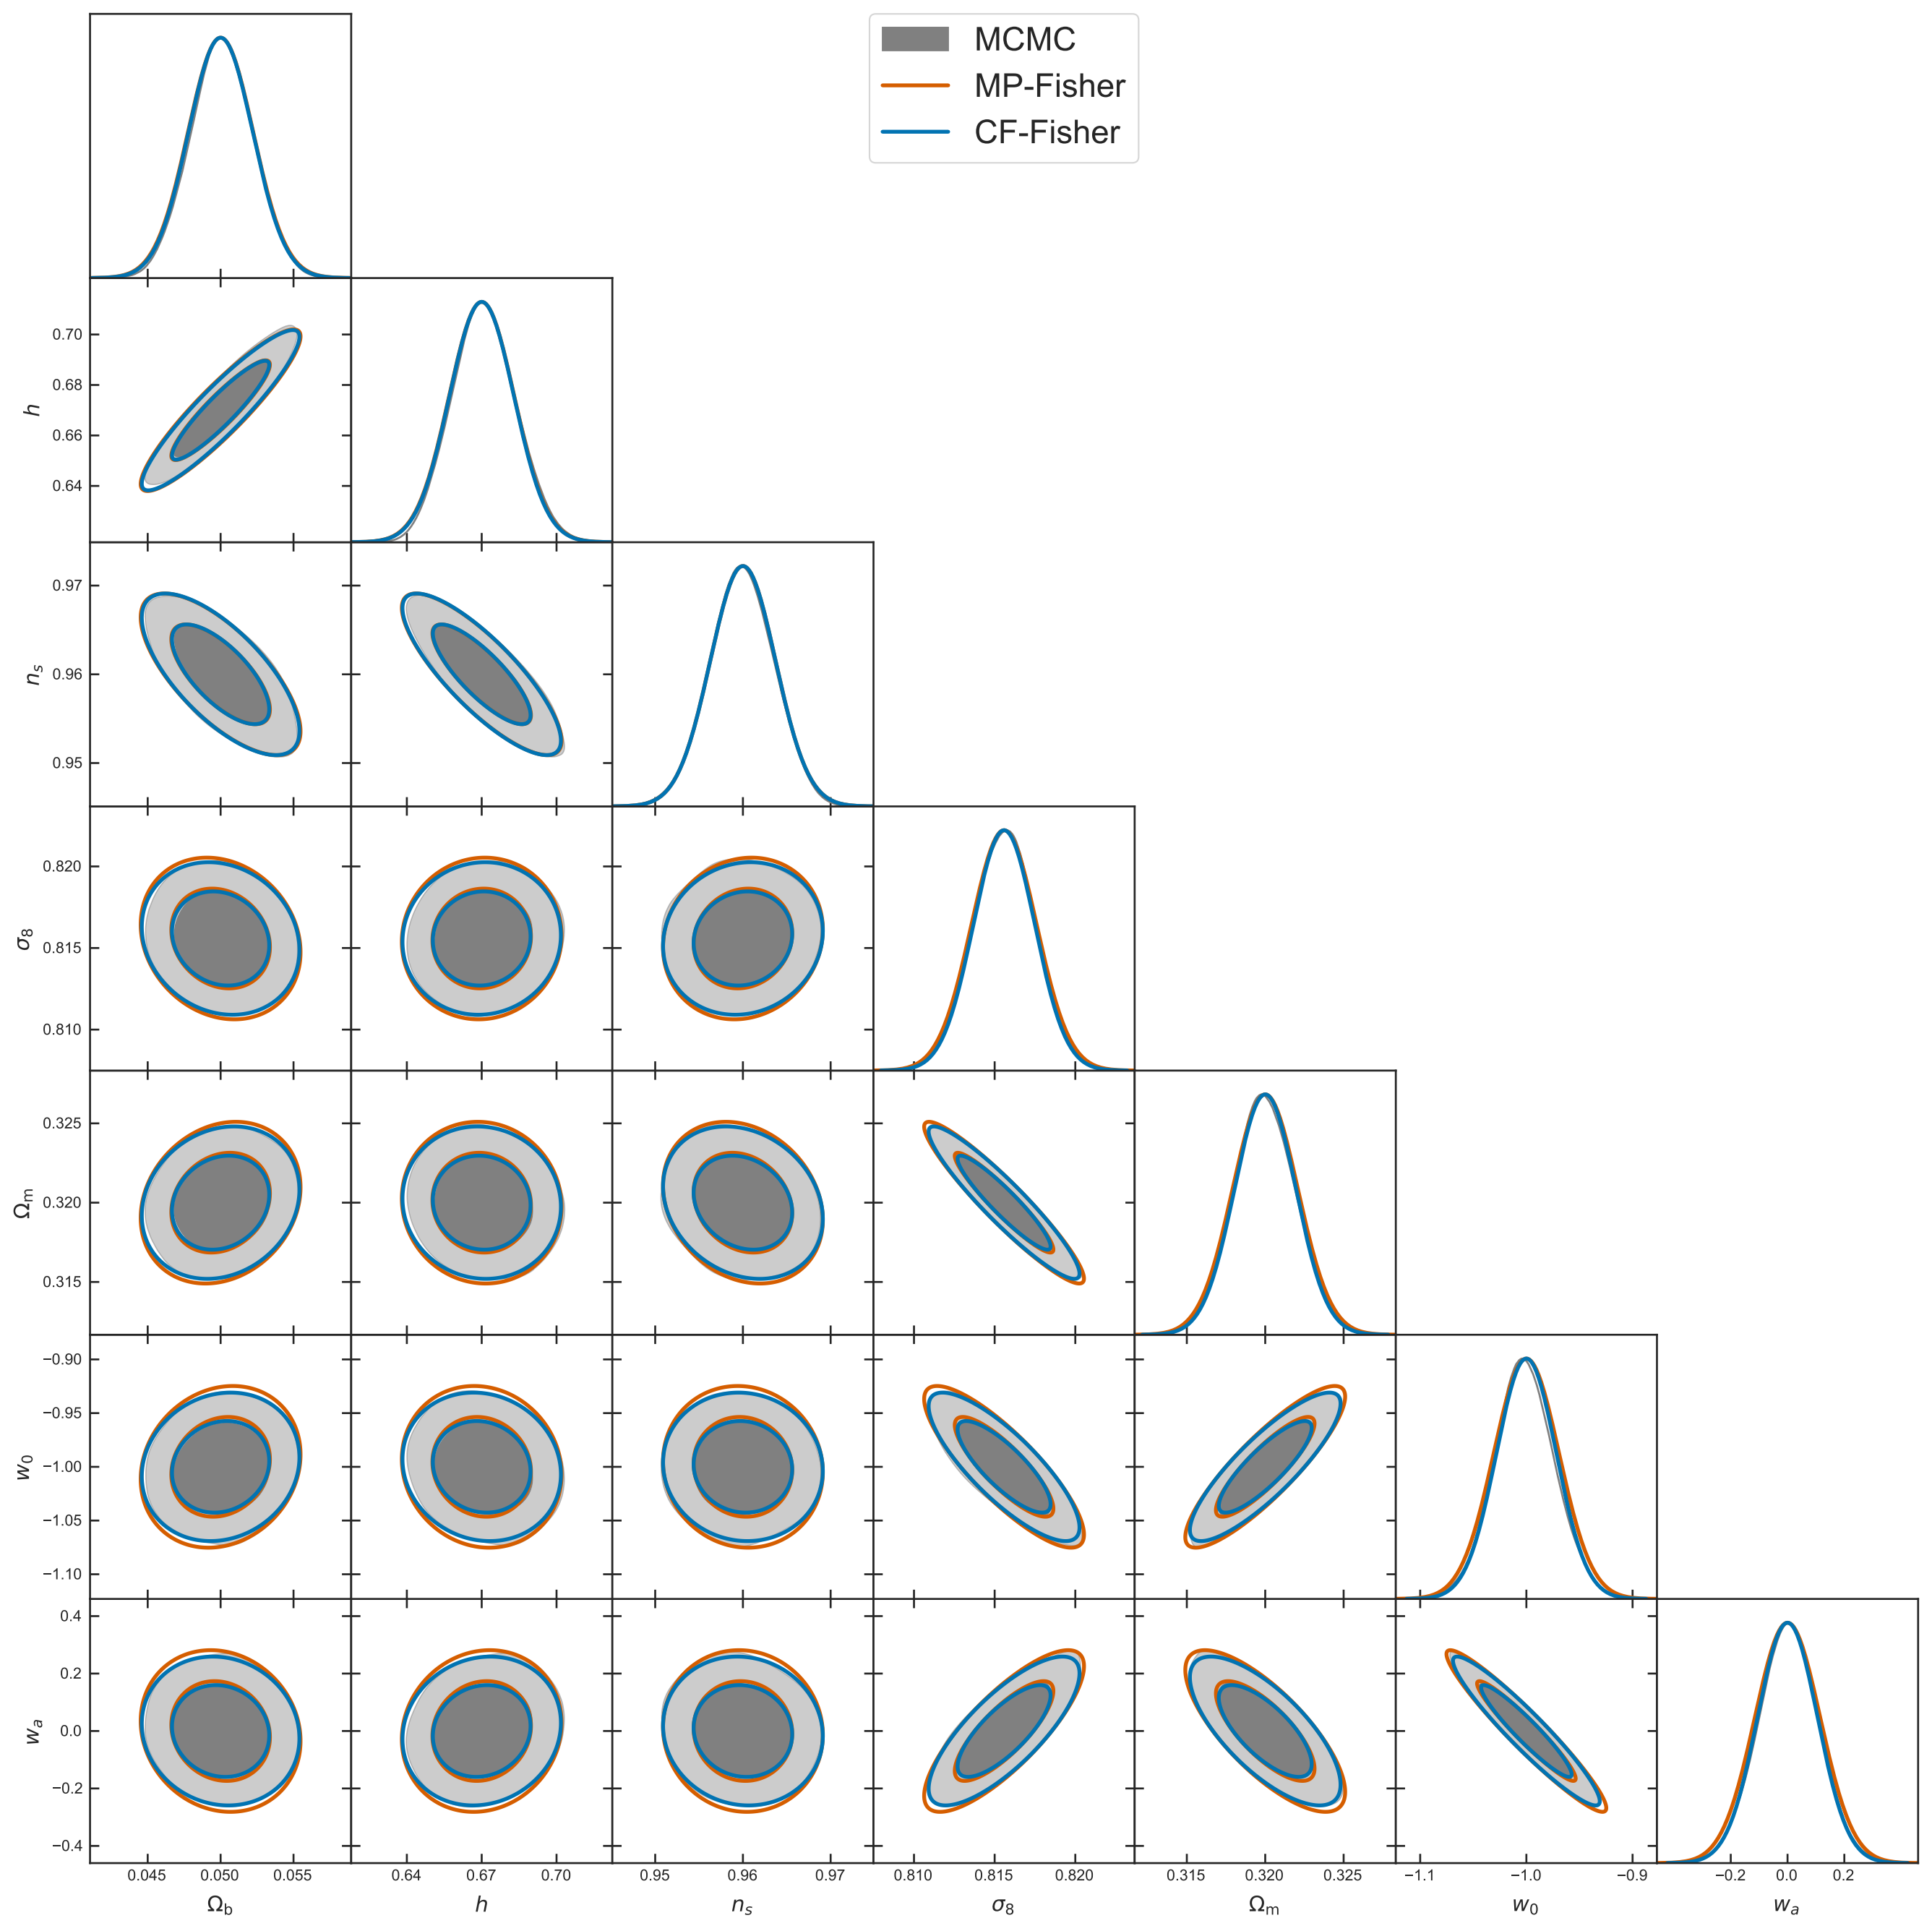 MCMC
MP-Fisher
CF-Fisher
h
0.70
0.68
0.66
0.64
n_s
0.97
0.96
0.95
σ_8
0.820
0.815
0.810
Ω_m
0.325
0.320
0.315
w_0
−0.90
−0.95
−1.00
−1.05
−1.10
w_a
0.4
0.2
0.0
−0.2
−0.4
0.045 0.050 0.055 0.64 0.67 0.70 0.95 0.96 0.97 0.810 0.815 0.820 0.315 0.320 0.325 −1.1 −1.0 −0.9 −0.2 0.0 0.2
Ω_b h n_s σ_8 Ω_m w_0 w_a